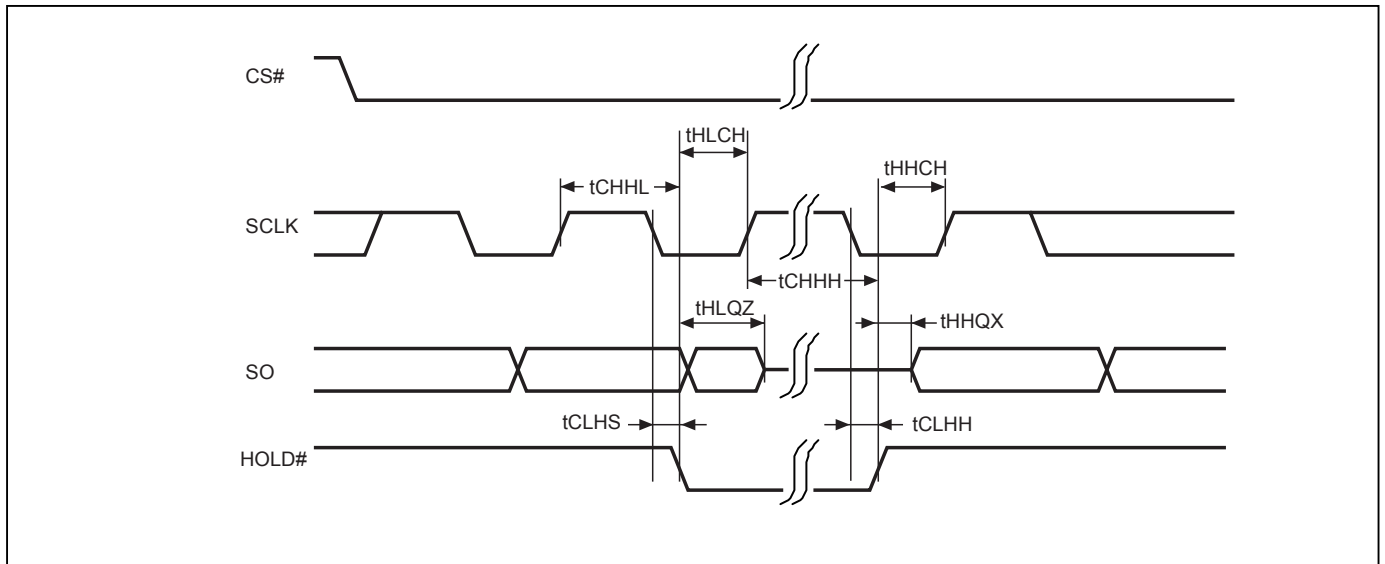 CS#
tHLCH
tHHCH
tCHHL
SCLK
tCHHH
tHLQZ
tHHQX
SO
tCLHS
tCLHH
HOLD#